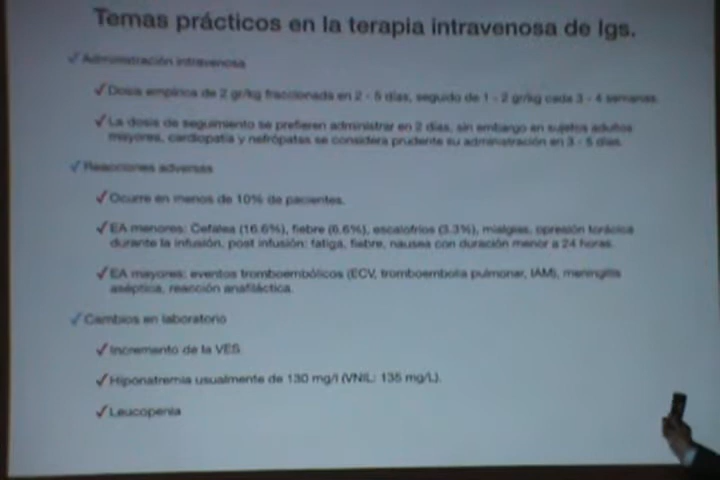 Temas prácticos en la terapia intravenosa de Igs.
Administración intravenosa
Dosis empírica de 2 gr/kg fraccionada en 2 - 5 días, seguido de 1 - 2 gr/kg cada 3 - 4 semanas.
La dosis de seguimiento se prefieren administrar en 2 días, sin embargo en sujetos adultos
mayores, cardiopatía y nefrópatas se considera prudente su administración en 3 - 5 días.
Reacciones adversas
Ocurre en menos de 10% de pacientes.
EA menores: Cefalea (16.6%), fiebre (6.6%), escalofríos (3.3%), mialgias, opresión torácica
durante la infusión, post infusión: fatiga, fiebre, nausea con duración menor a 24 horas.
EA mayores: eventos tromboembólicos (ECV, tromboembolia pulmonar, IAM), meningitis
aséptica, reacción anafiláctica.
Cambios en laboratorio
Incremento de la VES.
Hiponatremia usualmente de 130 mg/l (VNIL: 135 mg/L).
Leucopenia